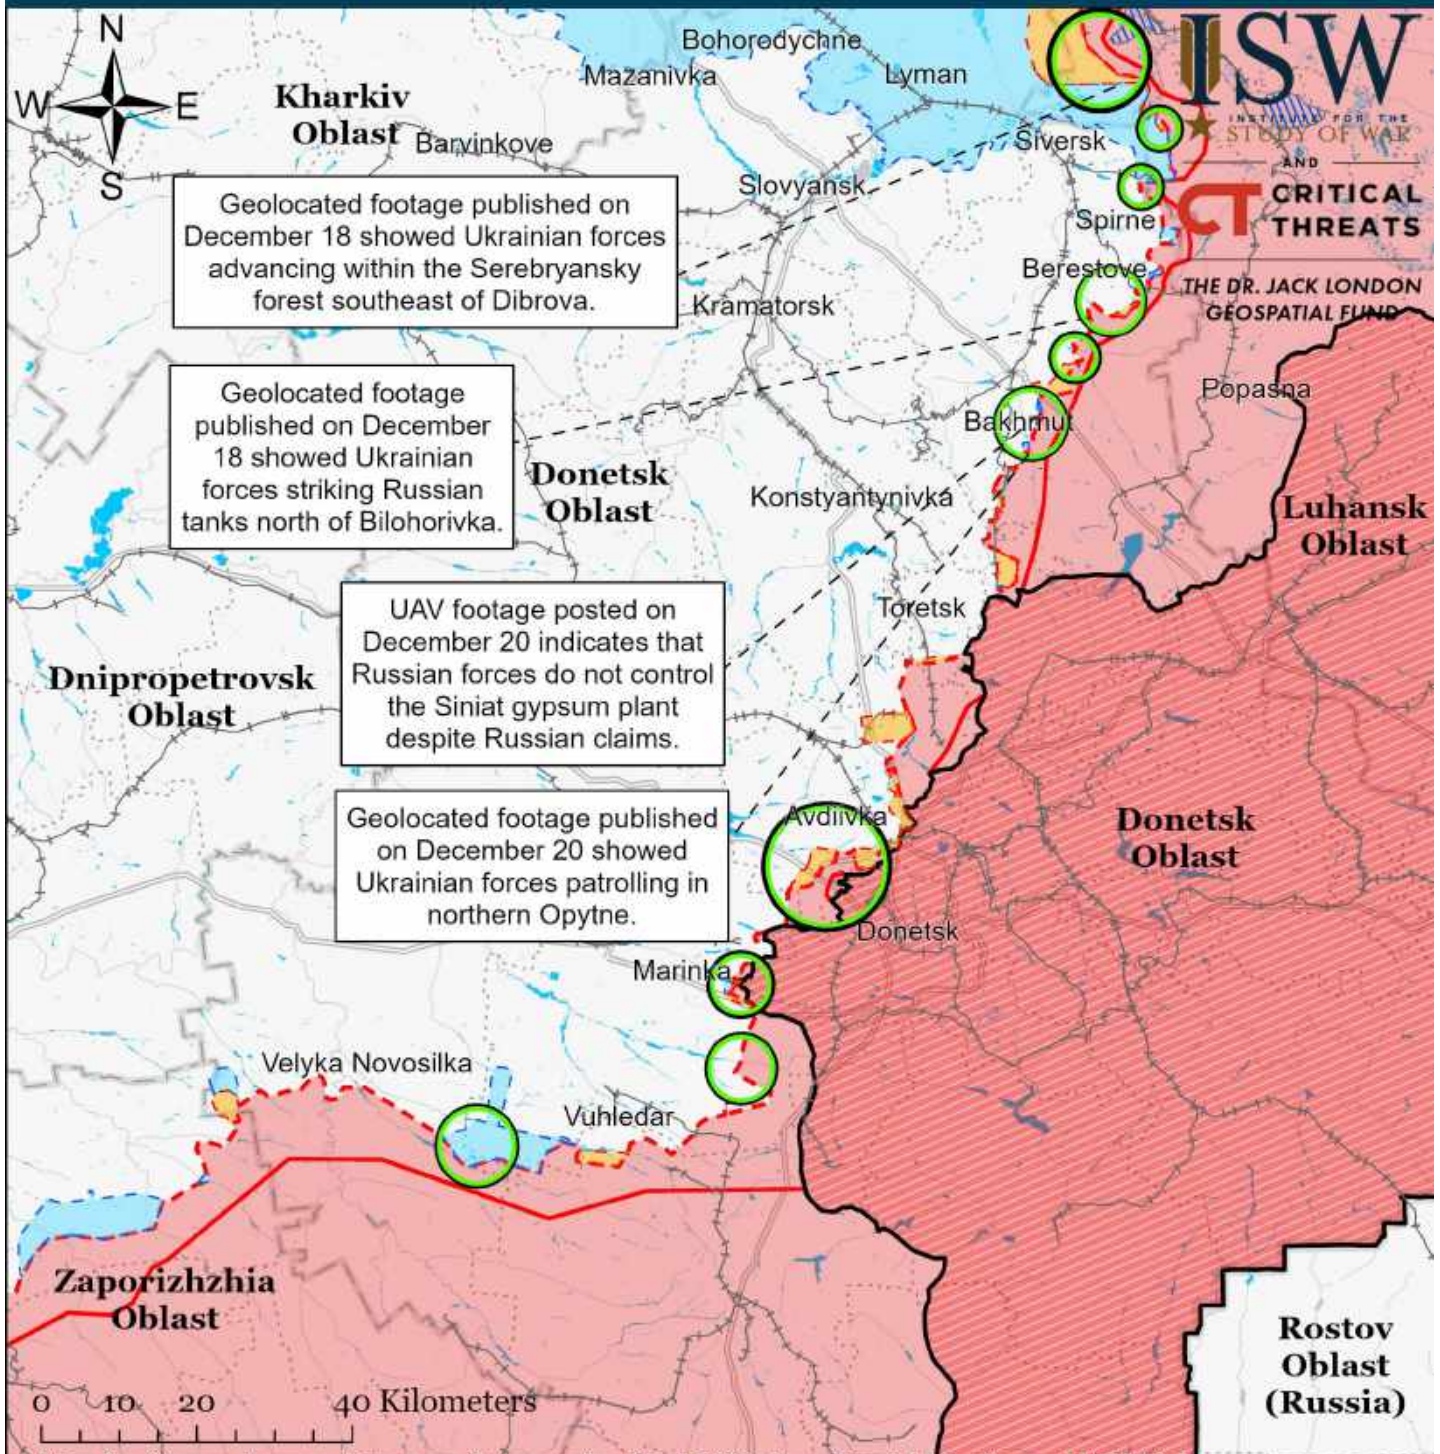 N
W
E
S
Kharkiv
Oblast
Bohorodychne
Mazanivka
Lyman
Barvinkove
Siversk
Slovyansk
Spirne
Berestove
Kramatorsk
ISW
INSTITUTE FOR THE
STUDY OF WAR
AND
CT CRITICAL
THREATS
THE DR. JACK LONDON
GEOSPATIAL FUND
Geolocated footage published on
December 18 showed Ukrainian forces
advancing within the Serebryansky
forest southeast of Dibrova.
Geolocated footage
published on December
18 showed Ukrainian
forces striking Russian
tanks north of Bilohorivka.
Popasna
Bakhmut
Donetsk
Oblast
Konstyantynivka
Luhansk
Oblast
UAV footage posted on
December 20 indicates that
Russian forces do not control
the Siniat gypsum plant
despite Russian claims.
Toretsk
Dnipropetrovsk
Oblast
Geolocated footage published
on December 20 showed
Ukrainian forces patrolling in
northern Opytne.
Avdiivka
Donetsk
Oblast
Donetsk
Marinka
Velyka Novosilka
Vuhledar
Zaporizhzhia
Oblast
Rostov
Oblast
(Russia)
0 10 20 40 Kilometers